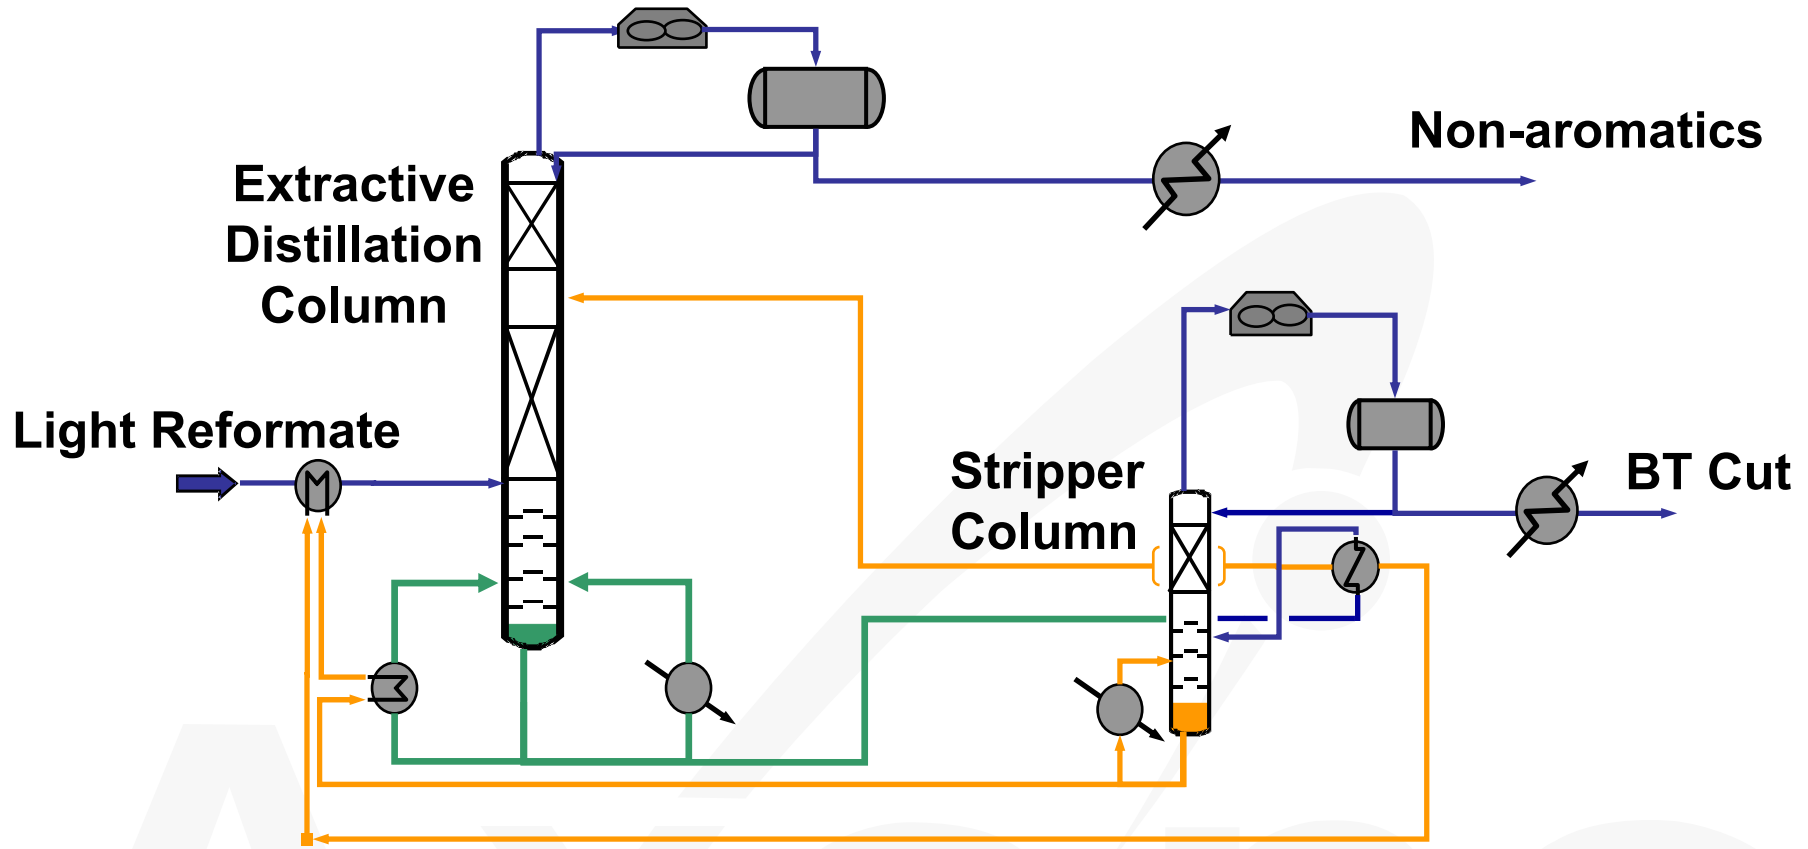 Non-aromatics
Extractive
Distillation
Column
Light Reformate
Stripper
Column
BT Cut